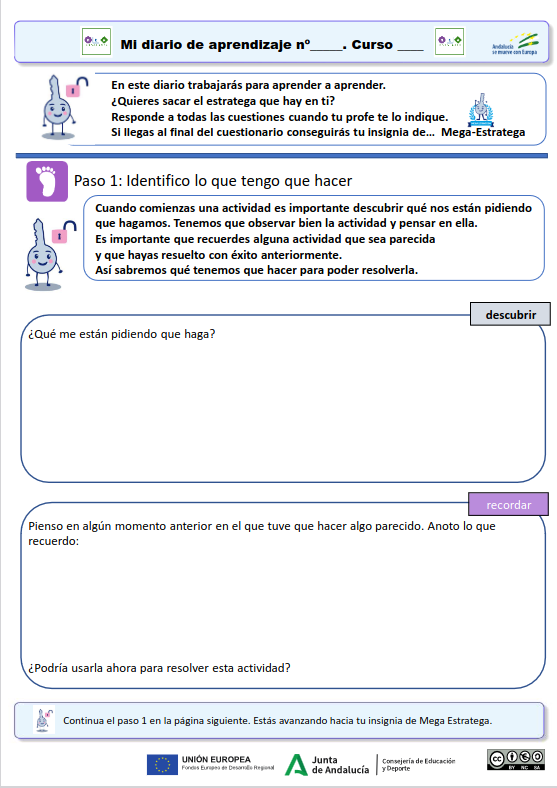 Mi diario de aprendizaje nº_____. Curso ____
Andalucía
se mueve con Europa
En este diario trabajarás para aprender a aprender.
¿Quieres sacar el estratega que hay en ti?
Responde a todas las cuestiones cuando tu profe te lo indique.
Si llegas al final del cuestionario conseguirás tu insignia de... Mega-Estratega
Paso 1: Identifico lo que tengo que hacer
Cuando comienzas una actividad es importante descubrir qué nos están pidiendo
que hagamos. Tenemos que observar bien la actividad y pensar en ella.
Es importante que recuerdes alguna actividad que sea parecida
y que hayas resuelto con éxito anteriormente.
Así sabremos qué tenemos que hacer para poder resolverla.
descubrir
¿Qué me están pidiendo que haga?
recordar
Pienso en algún momento anterior en el que tuve que hacer algo parecido. Anoto lo que
recuerdo:
¿Podría usarla ahora para resolver esta actividad?
Continua el paso 1 en la página siguiente. Estás avanzando hacia tu insignia de Mega Estratega.
UNIÓN EUROPEA
Fondos Europeo de Desarrollo Regional
Junta
de Andalucía
Consejería de Educación
y Deporte
cc
BY NC SA